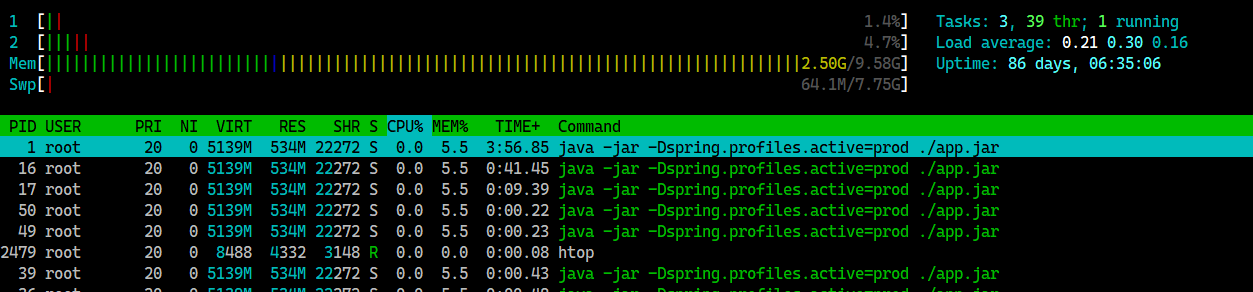 1 [|| 1.4%] Tasks: 3, 39 thr; 1 running
2 [||||| 4.7%] Load average: 0.21 0.30 0.16
Mem[||||||||||||||||||||||||||||||||||||||||||||||||||||||||||||||||||||||||||||||||||||2.50G/9.58G] Uptime: 86 days, 06:35:06
Swp[| 64.1M/7.75G]
PID USER PRI NI VIRT RES SHR S CPU% MEM% TIME+ Command
1 root 20 0 5139M 534M 22272 S 0.0 5.5 3:56.85 java -jar -Dspring.profiles.active=prod ./app.jar
16 root 20 0 5139M 534M 22272 S 0.0 5.5 0:41.45 java -jar -Dspring.profiles.active=prod ./app.jar
17 root 20 0 5139M 534M 22272 S 0.0 5.5 0:09.39 java -jar -Dspring.profiles.active=prod ./app.jar
50 root 20 0 5139M 534M 22272 S 0.0 5.5 0:00.22 java -jar -Dspring.profiles.active=prod ./app.jar
49 root 20 0 5139M 534M 22272 S 0.0 5.5 0:00.23 java -jar -Dspring.profiles.active=prod ./app.jar
2479 root 20 0 8488 4332 3148 R 0.0 0.0 0:00.08 htop
39 root 20 0 5139M 534M 22272 S 0.0 5.5 0:00.43 java -jar -Dspring.profiles.active=prod ./app.jar